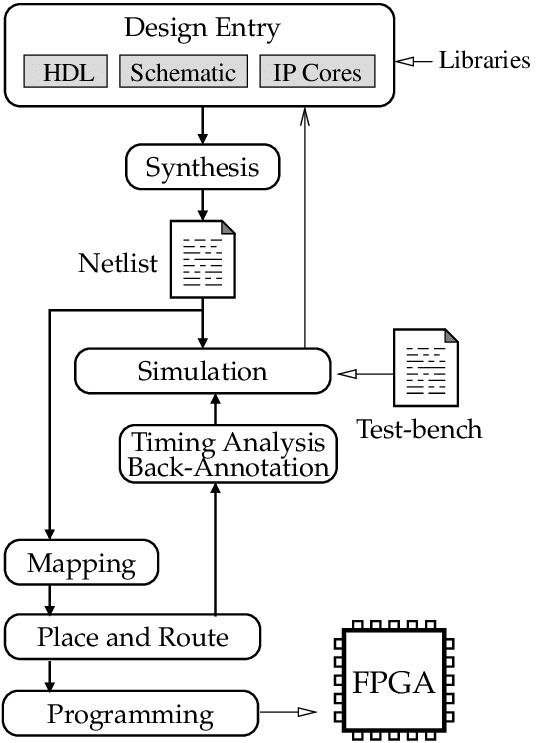 Design Entry
HDL
Schematic
IP Cores
Libraries
Synthesis
Netlist
Simulation
Test-bench
Timing Analysis
Back-Annotation
Mapping
Place and Route
FPGA
Programming